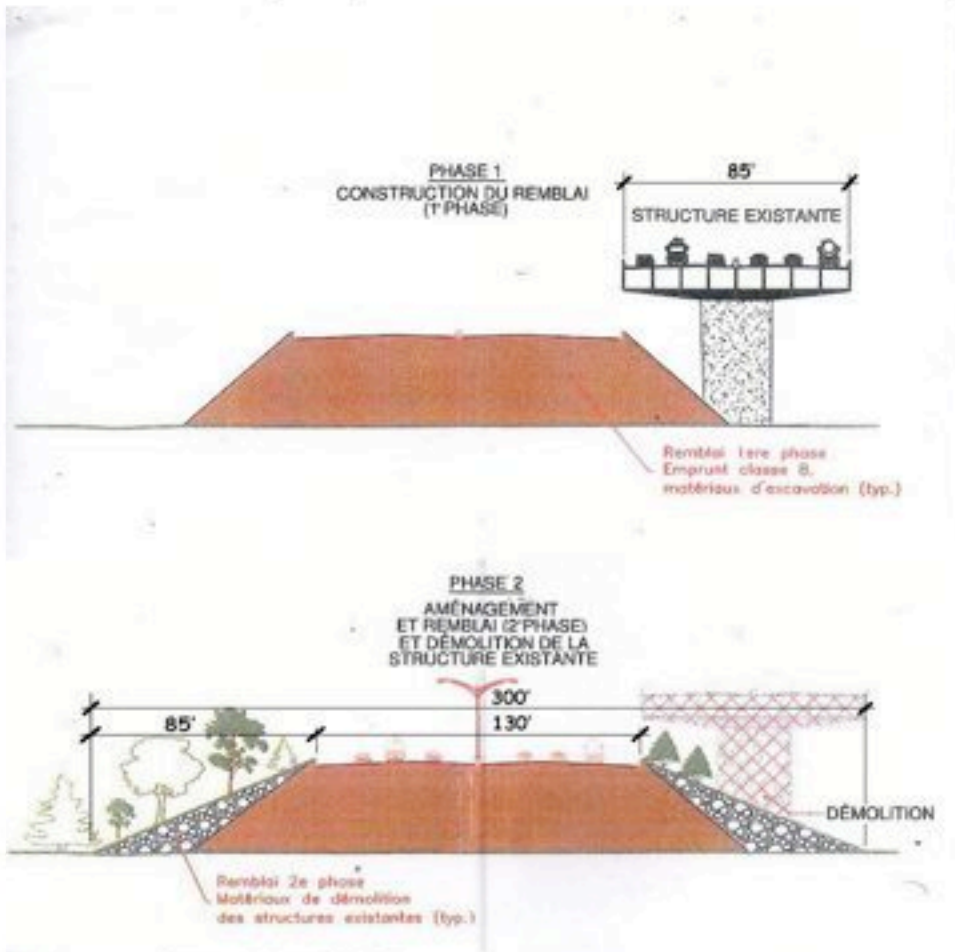 PHASE 1
CONSTRUCTION DU REMBLAI
(1° PHASE)
85'
STRUCTURE EXISTANTE
Remblai 1ere phase
Emprunt classe B,
matériaux d'excavation (typ.)
PHASE 2
AMÉNAGEMENT
ET REMBLAI (2° PHASE)
ET DÉMOLITION DE LA
STRUCTURE EXISTANTE
300'
85'
130'
DÉMOLITION
Remblai 2e phase
Matériaux de démolition
des structures existantes (typ.)